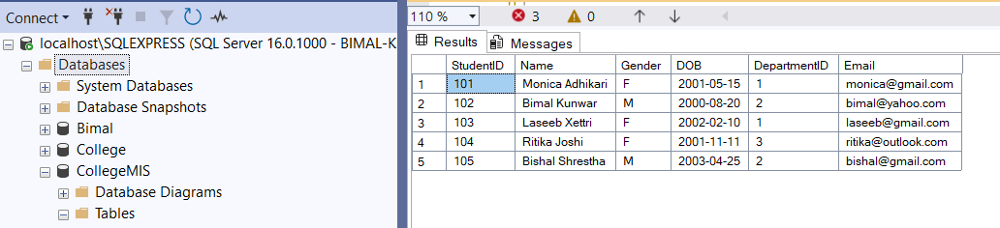 Connect
localhost\SQLEXPRESS (SQL Server 16.0.1000 - BIMAL-K
Databases
System Databases
Database Snapshots
Bimal
College
CollegeMIS
Database Diagrams
Tables
110 % 3 0
Results Messages
StudentID Name Gender DOB DepartmentID Email
1 101 Monica Adhikari F 2001-05-15 1 monica@gmail.com
2 102 Bimal Kunwar M 2000-08-20 2 bimal@yahoo.com
3 103 Laseeb Xettri F 2002-02-10 1 laseeb@gmail.com
4 104 Ritika Joshi F 2001-11-11 3 ritika@outlook.com
5 105 Bishal Shrestha M 2003-04-25 2 bishal@gmail.com